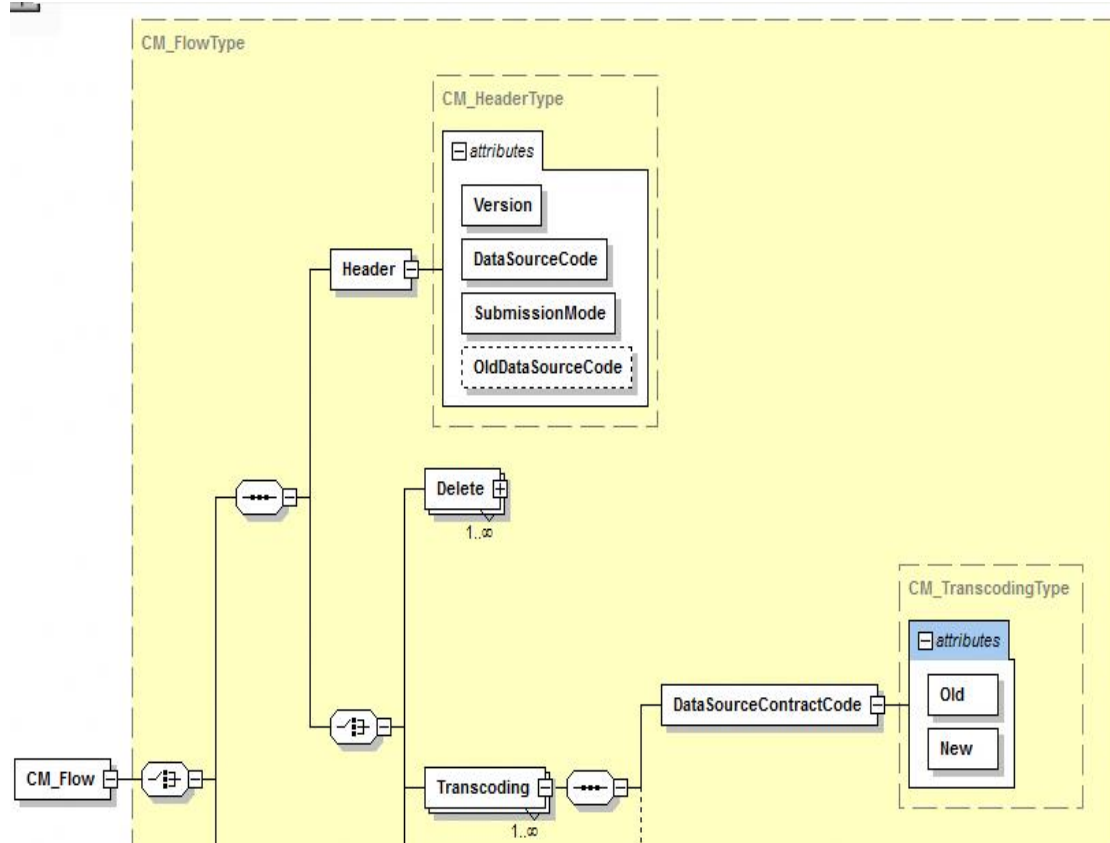 CM_FlowType
CM_HeaderType
attributes
Version
DataSourceCode
Header
SubmissionMode
OldDataSourceCode
Delete
1..∞
CM_TranscodingType
attributes
Old
DataSourceContractCode
New
CM_Flow
Transcoding
1..∞